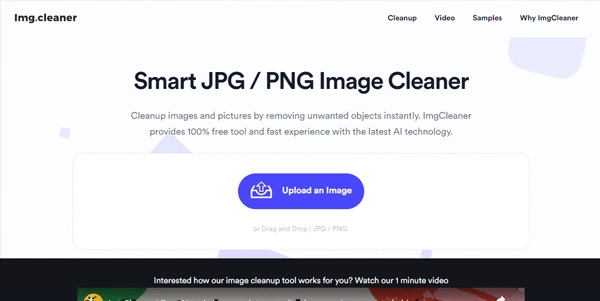 Img.cleaner
Cleanup Video Samples Why ImgCleaner
Smart JPG / PNG Image Cleaner
Cleanup images and pictures by removing unwanted objects instantly. ImgCleaner
provides 100% free tool and fast experience with the latest AI technology.
Upload an Image
or Drag and Drop | JPG / PNG.
Interested how our image cleanup tool works for you? Watch our 1 minute video